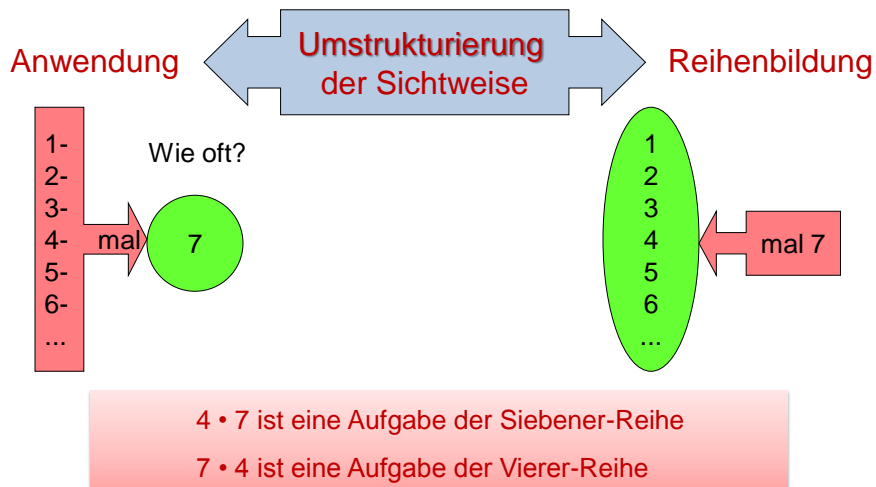 Umstrukturierung
der Sichtweise
Anwendung
Reihenbildung
1-
2-
3-
4-
5-
6-
...
mal
Wie oft?
7
1
2
3
4
5
6
...
mal 7
4 • 7 ist eine Aufgabe der Siebener-Reihe
7 • 4 ist eine Aufgabe der Vierer-Reihe